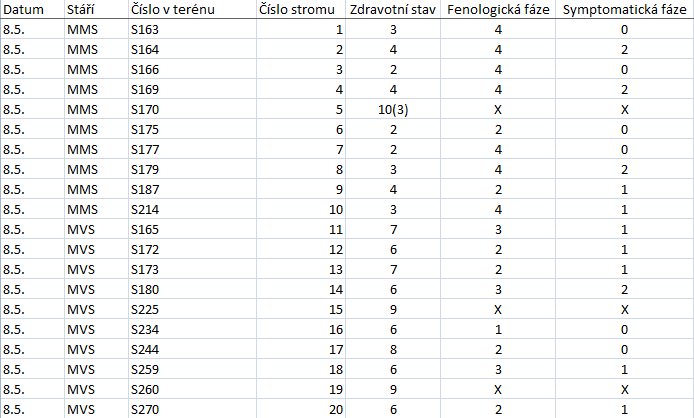 Datum Stáří Číslo v terénu Číslo stromu Zdravotní stav Fenologická fáze Symptomatická fáze
8.5. MMS S163 1 3 4 0
8.5. MMS S164 2 4 4 2
8.5. MMS S166 3 2 4 0
8.5. MMS S169 4 4 4 2
8.5. MMS S170 5 10(3) X X
8.5. MMS S175 6 2 2 0
8.5. MMS S177 7 2 4 0
8.5. MMS S179 8 3 4 2
8.5. MMS S187 9 4 2 1
8.5. MMS S214 10 3 4 1
8.5. MVS S165 11 7 3 1
8.5. MVS S172 12 6 2 1
8.5. MVS S173 13 7 2 1
8.5. MVS S180 14 6 3 2
8.5. MVS S225 15 9 X X
8.5. MVS S234 16 6 1 0
8.5. MVS S244 17 8 2 0
8.5. MVS S259 18 6 3 1
8.5. MVS S260 19 9 X X
8.5. MVS S270 20 6 2 1